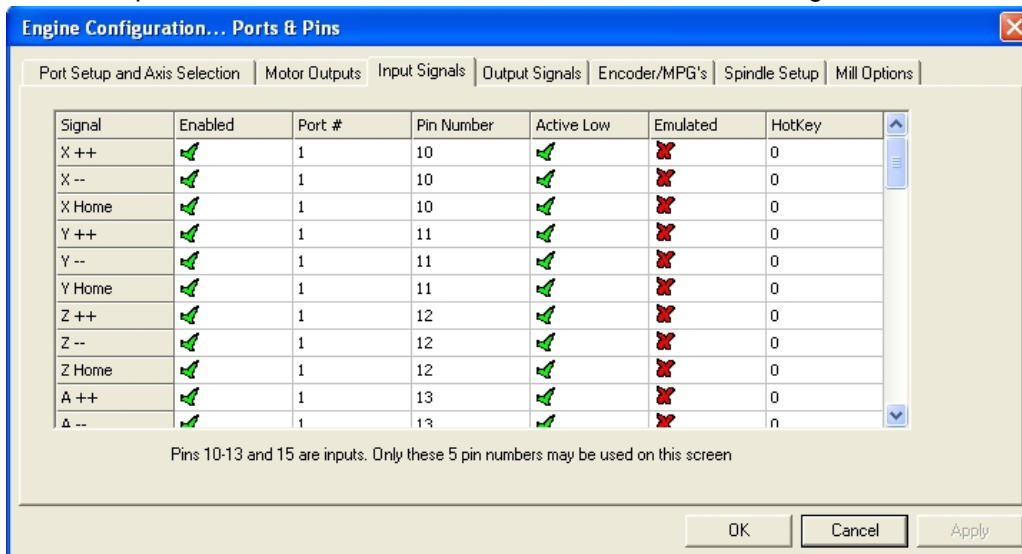 Engine Configuration... Ports & Pins
Port Setup and Axis Selection Motor Outputs Input Signals Output Signals Encoder/MPG's Spindle Setup Mill Options
Signal Enabled Port # Pin Number Active Low Emulated HotKey
X ++ 1 10 0
X -- 1 10 0
X Home 1 10 0
Y ++ 1 11 0
Y -- 1 11 0
Y Home 1 11 0
Z ++ 1 12 0
Z -- 1 12 0
Z Home 1 12 0
A ++ 1 13 0
A -- 1 13 0
Pins 10-13 and 15 are inputs. Only these 5 pin numbers may be used on this screen
OK Cancel Apply